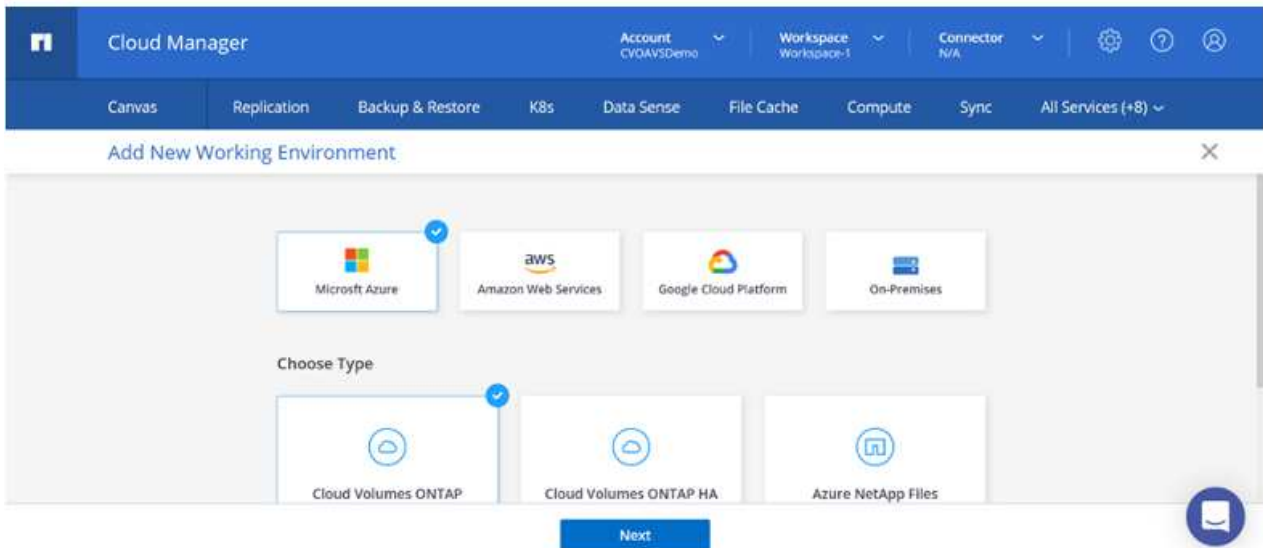 Cloud Manager
Account
CVOAVSDemo
Workspace
Workspace-1
Connector
N/A
Canvas Replication Backup & Restore K8s Data Sense File Cache Compute Sync All Services (+8)
Add New Working Environment
Microsft Azure
aws
Amazon Web Services
Google Cloud Platform
On-Premises
Choose Type
Cloud Volumes ONTAP
Cloud Volumes ONTAP HA
Azure NetApp Files
Next